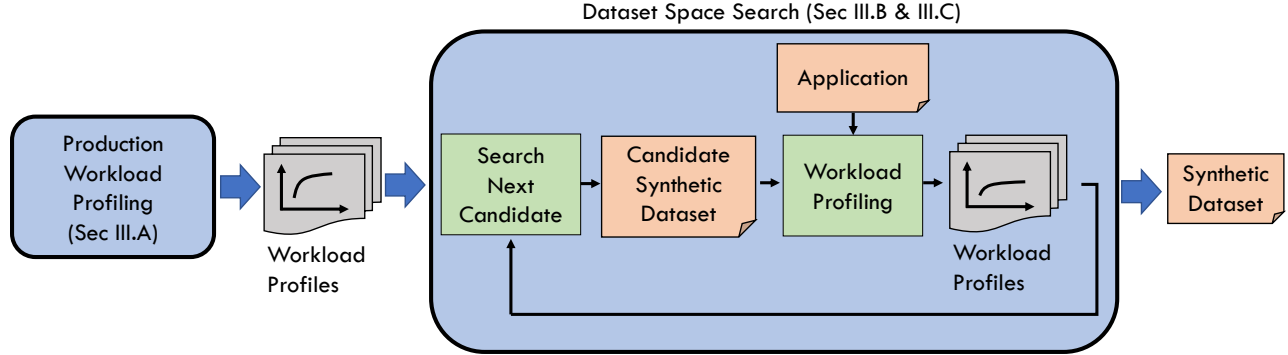 Dataset Space Search (Sec III.B & III.C)
Production
Workload
Profiling
(Sec III.A)
Workload
Profiles
Search
Next
Candidate
Candidate
Synthetic
Dataset
Application
Workload
Profiling
Workload
Profiles
Synthetic
Dataset